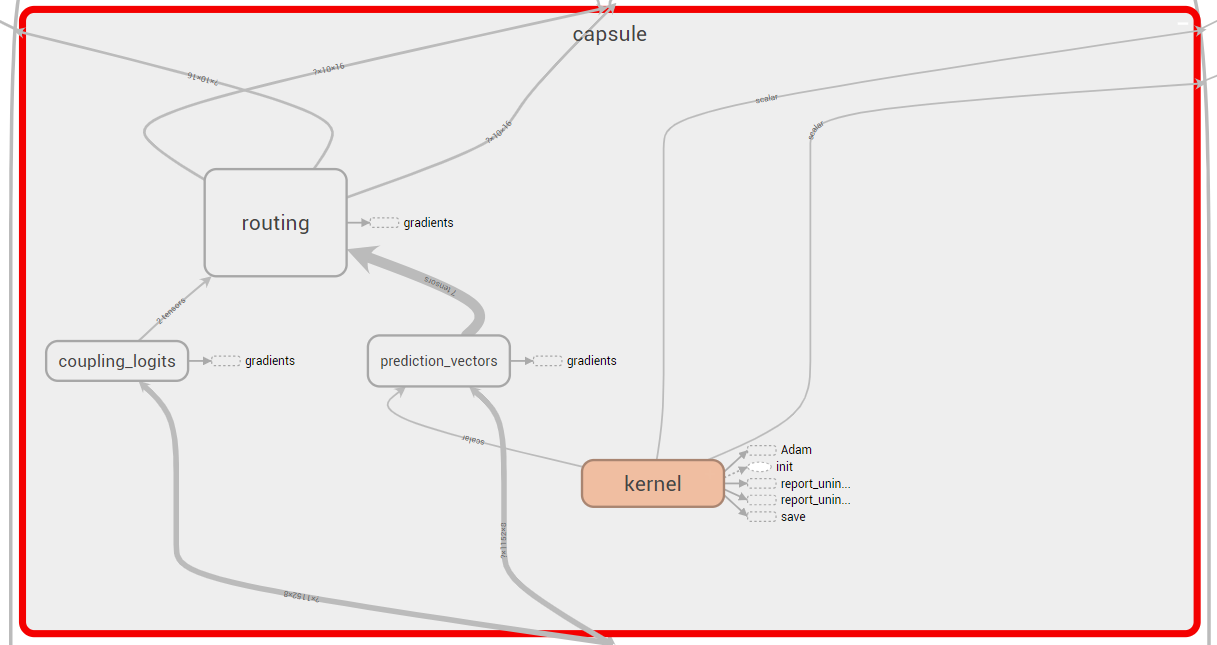 capsule
?×10×16
?×10×16
?×10×16
scalar
scalar
routing
gradients
7 tensors
2 tensors
coupling_logits
gradients
prediction_vectors
gradients
scalar
kernel
Adam
init
report_unin...
report_unin...
save
?×1152×8
?×1152×8